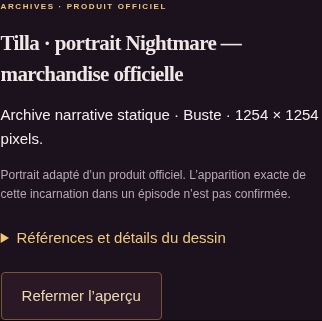 ARCHIVES · PRODUIT OFFICIEL
Tilla · portrait Nightmare —
marchandise officielle
Archive narrative statique · Buste · 1254 × 1254
pixels.
Portrait adapté d’un produit officiel. L’apparition exacte de
cette incarnation dans un épisode n’est pas confirmée.
▶ Références et détails du dessin
Refermer l’aperçu